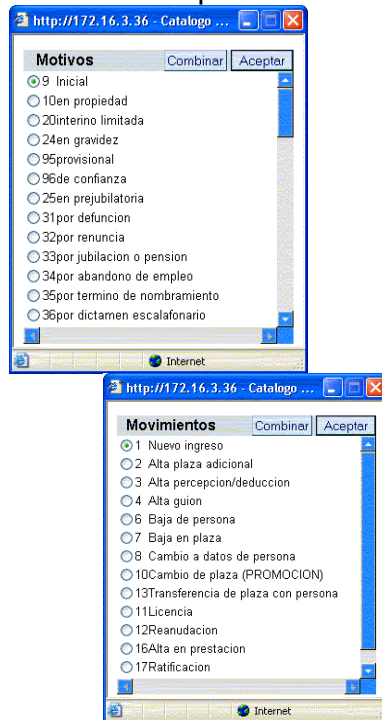 http://172.16.3.36 - Catalogo ...
Motivos Combinar Aceptar
9 Inicial
10en propiedad
20interino limitada
24en gravidez
95provisional
96de confianza
25en prejubilatoria
31por defuncion
32por renuncia
33por jubilacion o pension
34por abandono de empleo
35por termino de nombramiento
36por dictamen escalafonario
Internet
http://172.16.3.36 - Catalogo ...
Movimientos Combinar Aceptar
1 Nuevo ingreso
2 Alta plaza adicional
3 Alta percepcion/deduccion
4 Alta guion
6 Baja de persona
7 Baja en plaza
8 Cambio a datos de persona
10Cambio de plaza (PROMOCION)
13Transferencia de plaza con persona
11Licencia
12Reanudacion
16Alta en prestacion
17Ratificacion
Internet